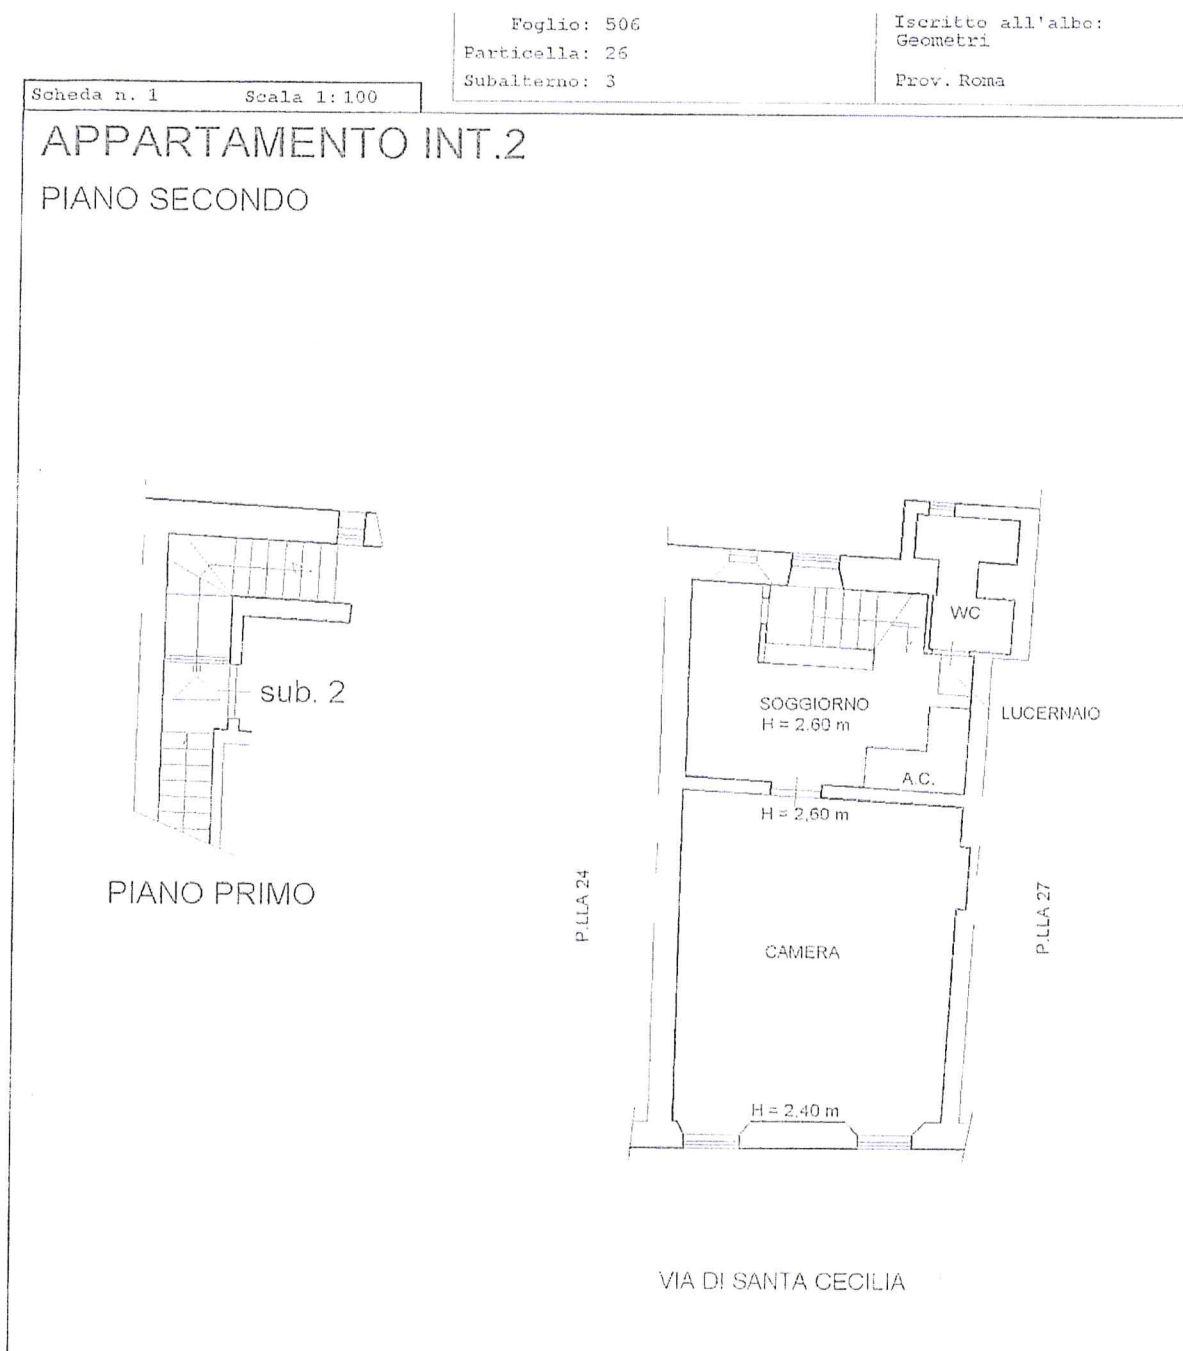 Foglio: 506
Particella: 26
Subalterno: 3
Iscritto all'albo:
Geometri
Prov. Roma
Scheda n. 1 Scala 1:100
APPARTAMENTO INT.2
PIANO SECONDO
sub. 2
PIANO PRIMO
WC
SOGGIORNO
H = 2.60 m
LUCERNAIO
A.C.
H = 2,60 m
P.LLA 24
P.LLA 27
CAMERA
H = 2,40 m
VIA DI SANTA CECILIA